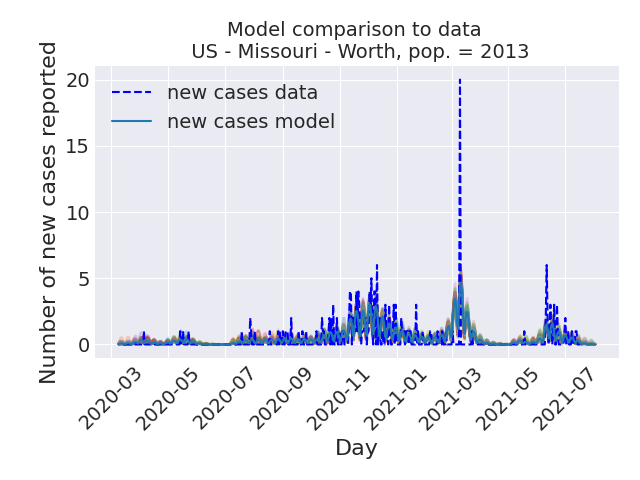 Model comparison to data
US - Missouri - Worth, pop. = 2013
Number of new cases reported
20
15
10
5
0
new cases data
new cases model
2020-03
2020-05
2020-07
2020-09
2020-11
2021-01
2021-03
2021-05
2021-07
Day